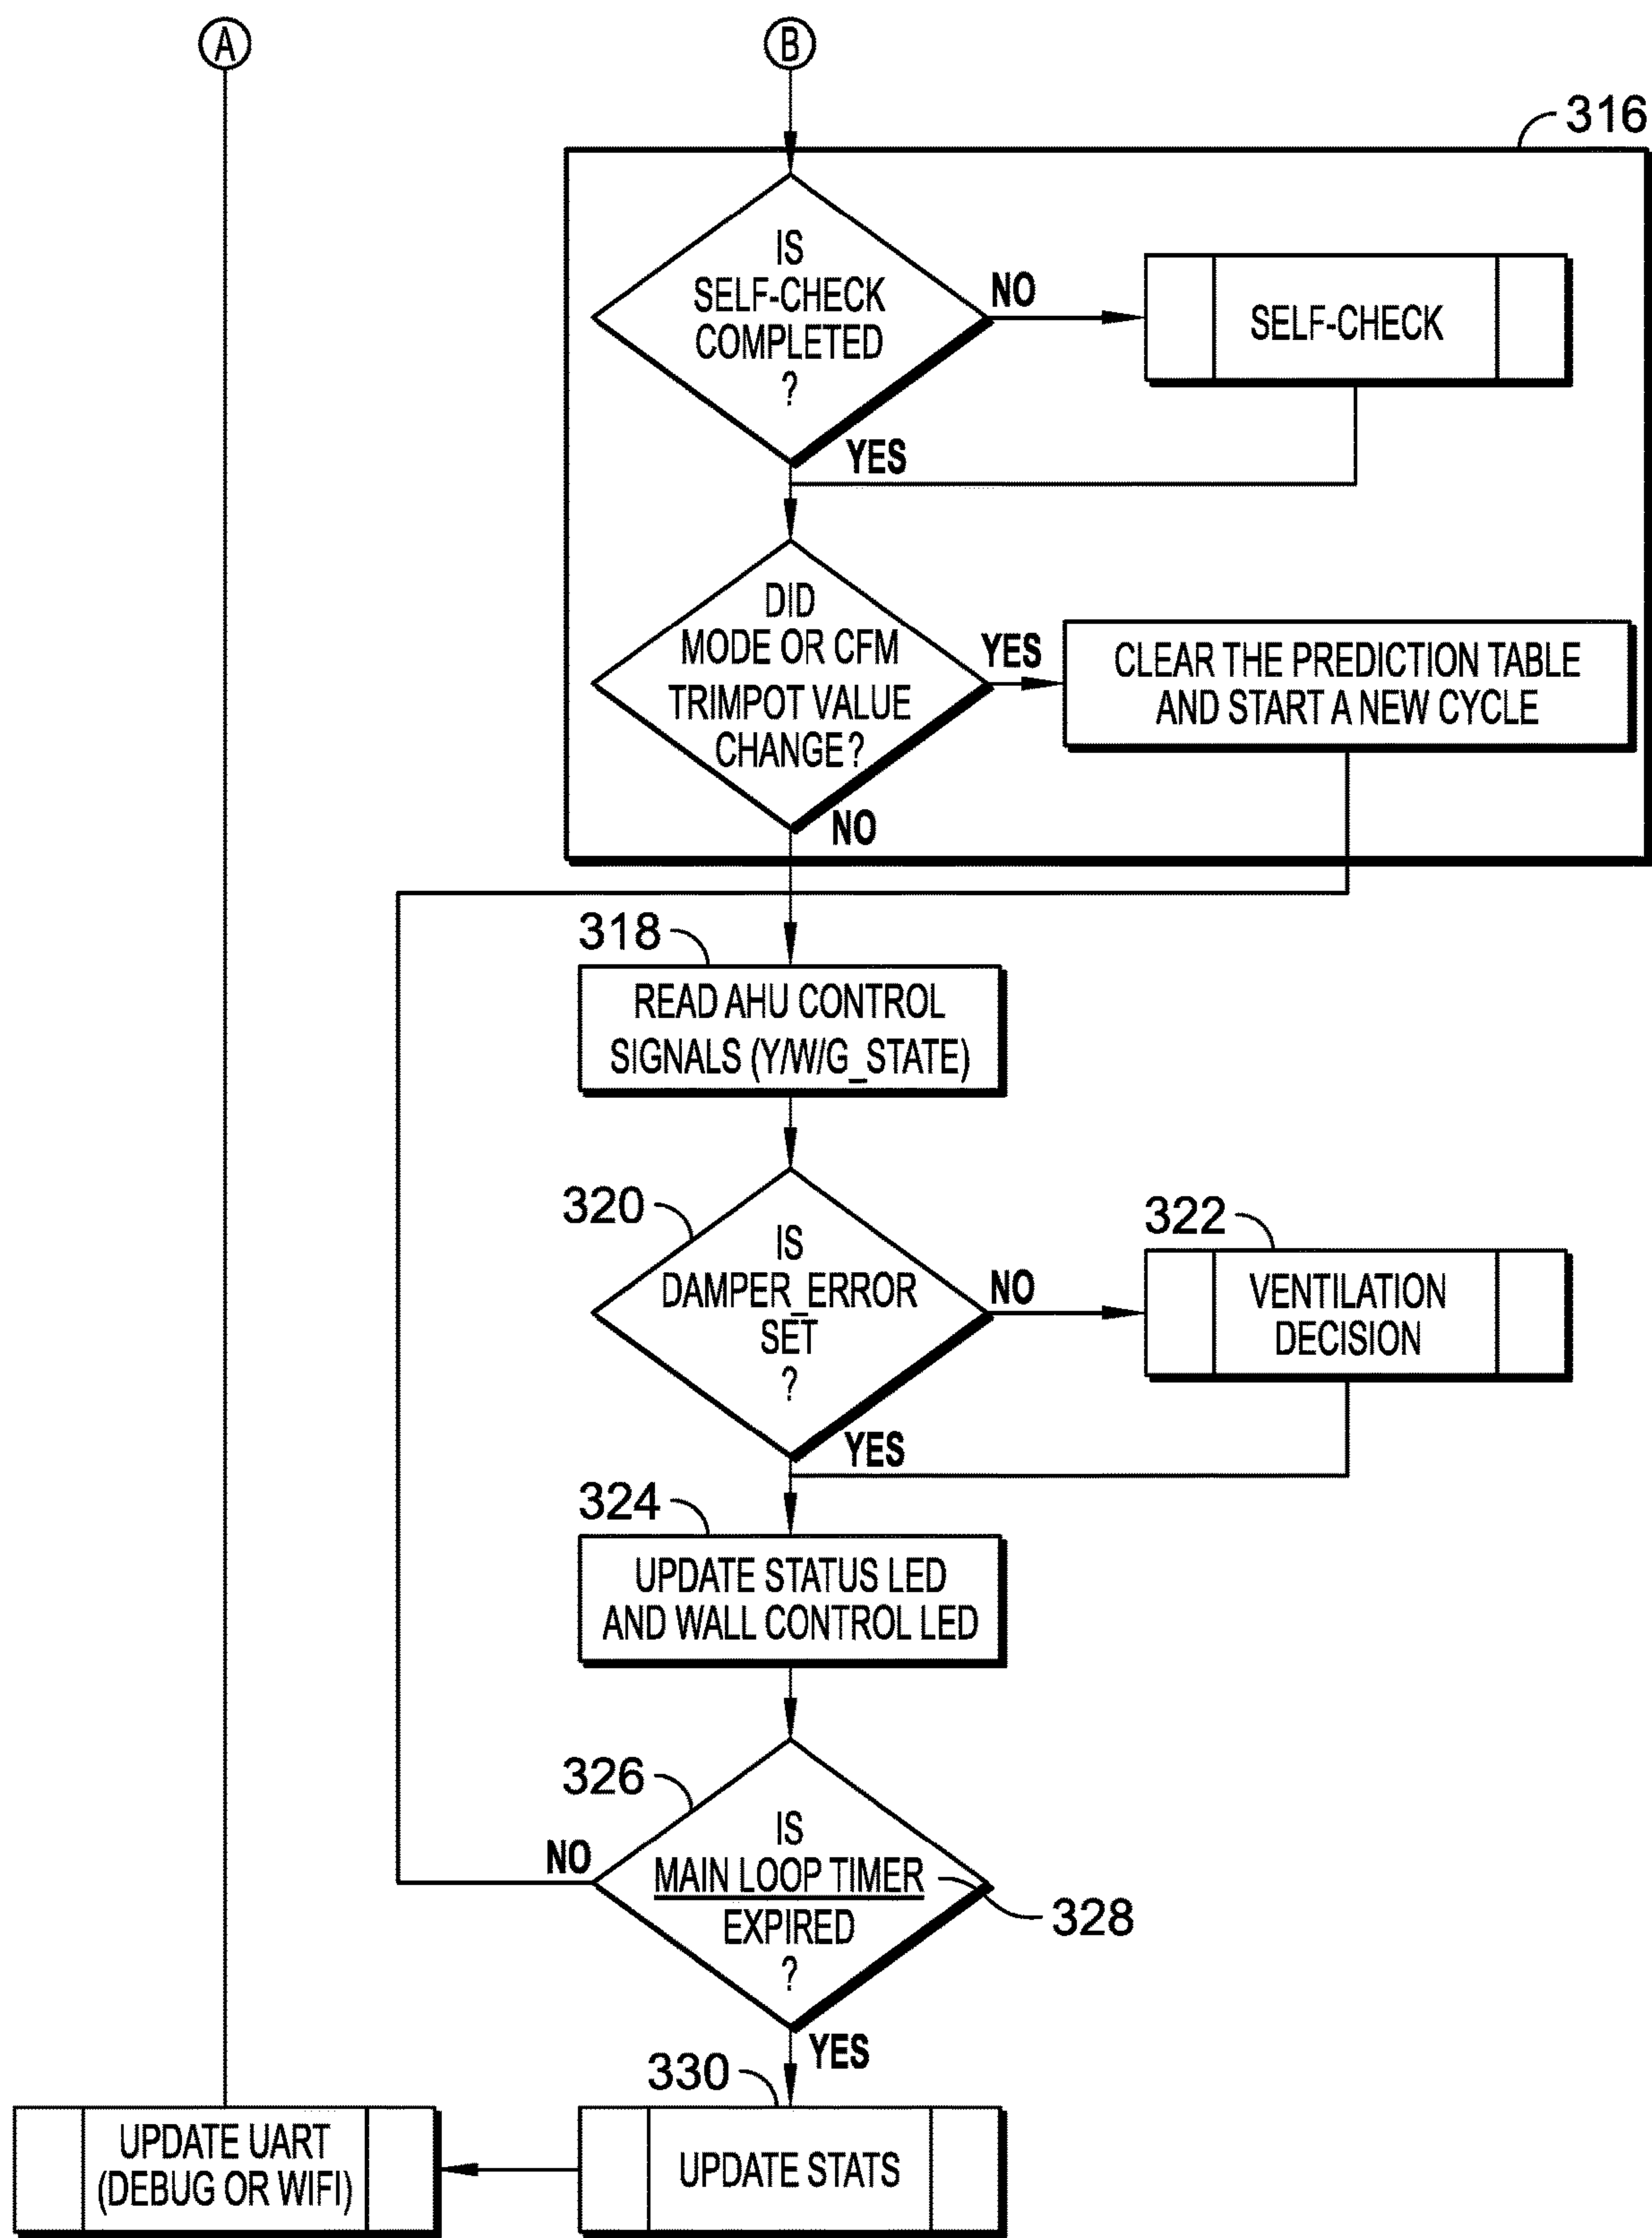 A
B
316
IS
SELF-CHECK
COMPLETED
?
NO
SELF-CHECK
YES
DID
MODE OR CFM
TRIMPOT VALUE
CHANGE?
YES
CLEAR THE PREDICTION TABLE
AND START A NEW CYCLE
NO
318
READ AHU CONTROL
SIGNALS (Y/W/G_STATE)
320
IS
DAMPER_ERROR
SET
?
NO
322
VENTILATION
DECISION
YES
324
UPDATE STATUS LED
AND WALL CONTROL LED
326
IS
MAIN LOOP TIMER
EXPIRED
?
NO
328
YES
330
UPDATE STATS
UPDATE UART
(DEBUG OR WIFI)